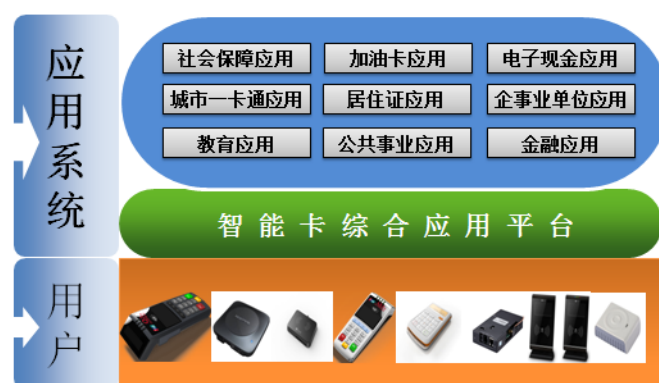 应用系统
社会保障应用 加油卡应用 电子现金应用
城市一卡通应用 居住证应用 企事业单位应用
教育应用 公共事业应用 金融应用
智能卡综合应用平台
用户